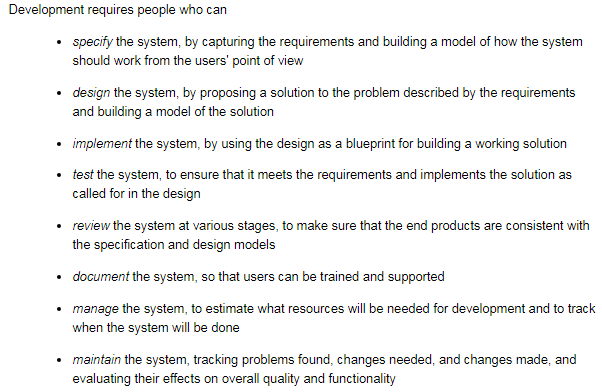 Development requires people who can
• specify the system, by capturing the requirements and building a model of how the system
should work from the users' point of view
• design the system, by proposing a solution to the problem described by the requirements
and building a model of the solution
• implement the system, by using the design as a blueprint for building a working solution
• test the system, to ensure that it meets the requirements and implements the solution as
called for in the design
• review the system at various stages, to make sure that the end products are consistent with
the specification and design models
• document the system, so that users can be trained and supported
• manage the system, to estimate what resources will be needed for development and to track
when the system will be done
• maintain the system, tracking problems found, changes needed, and changes made, and
evaluating their effects on overall quality and functionality